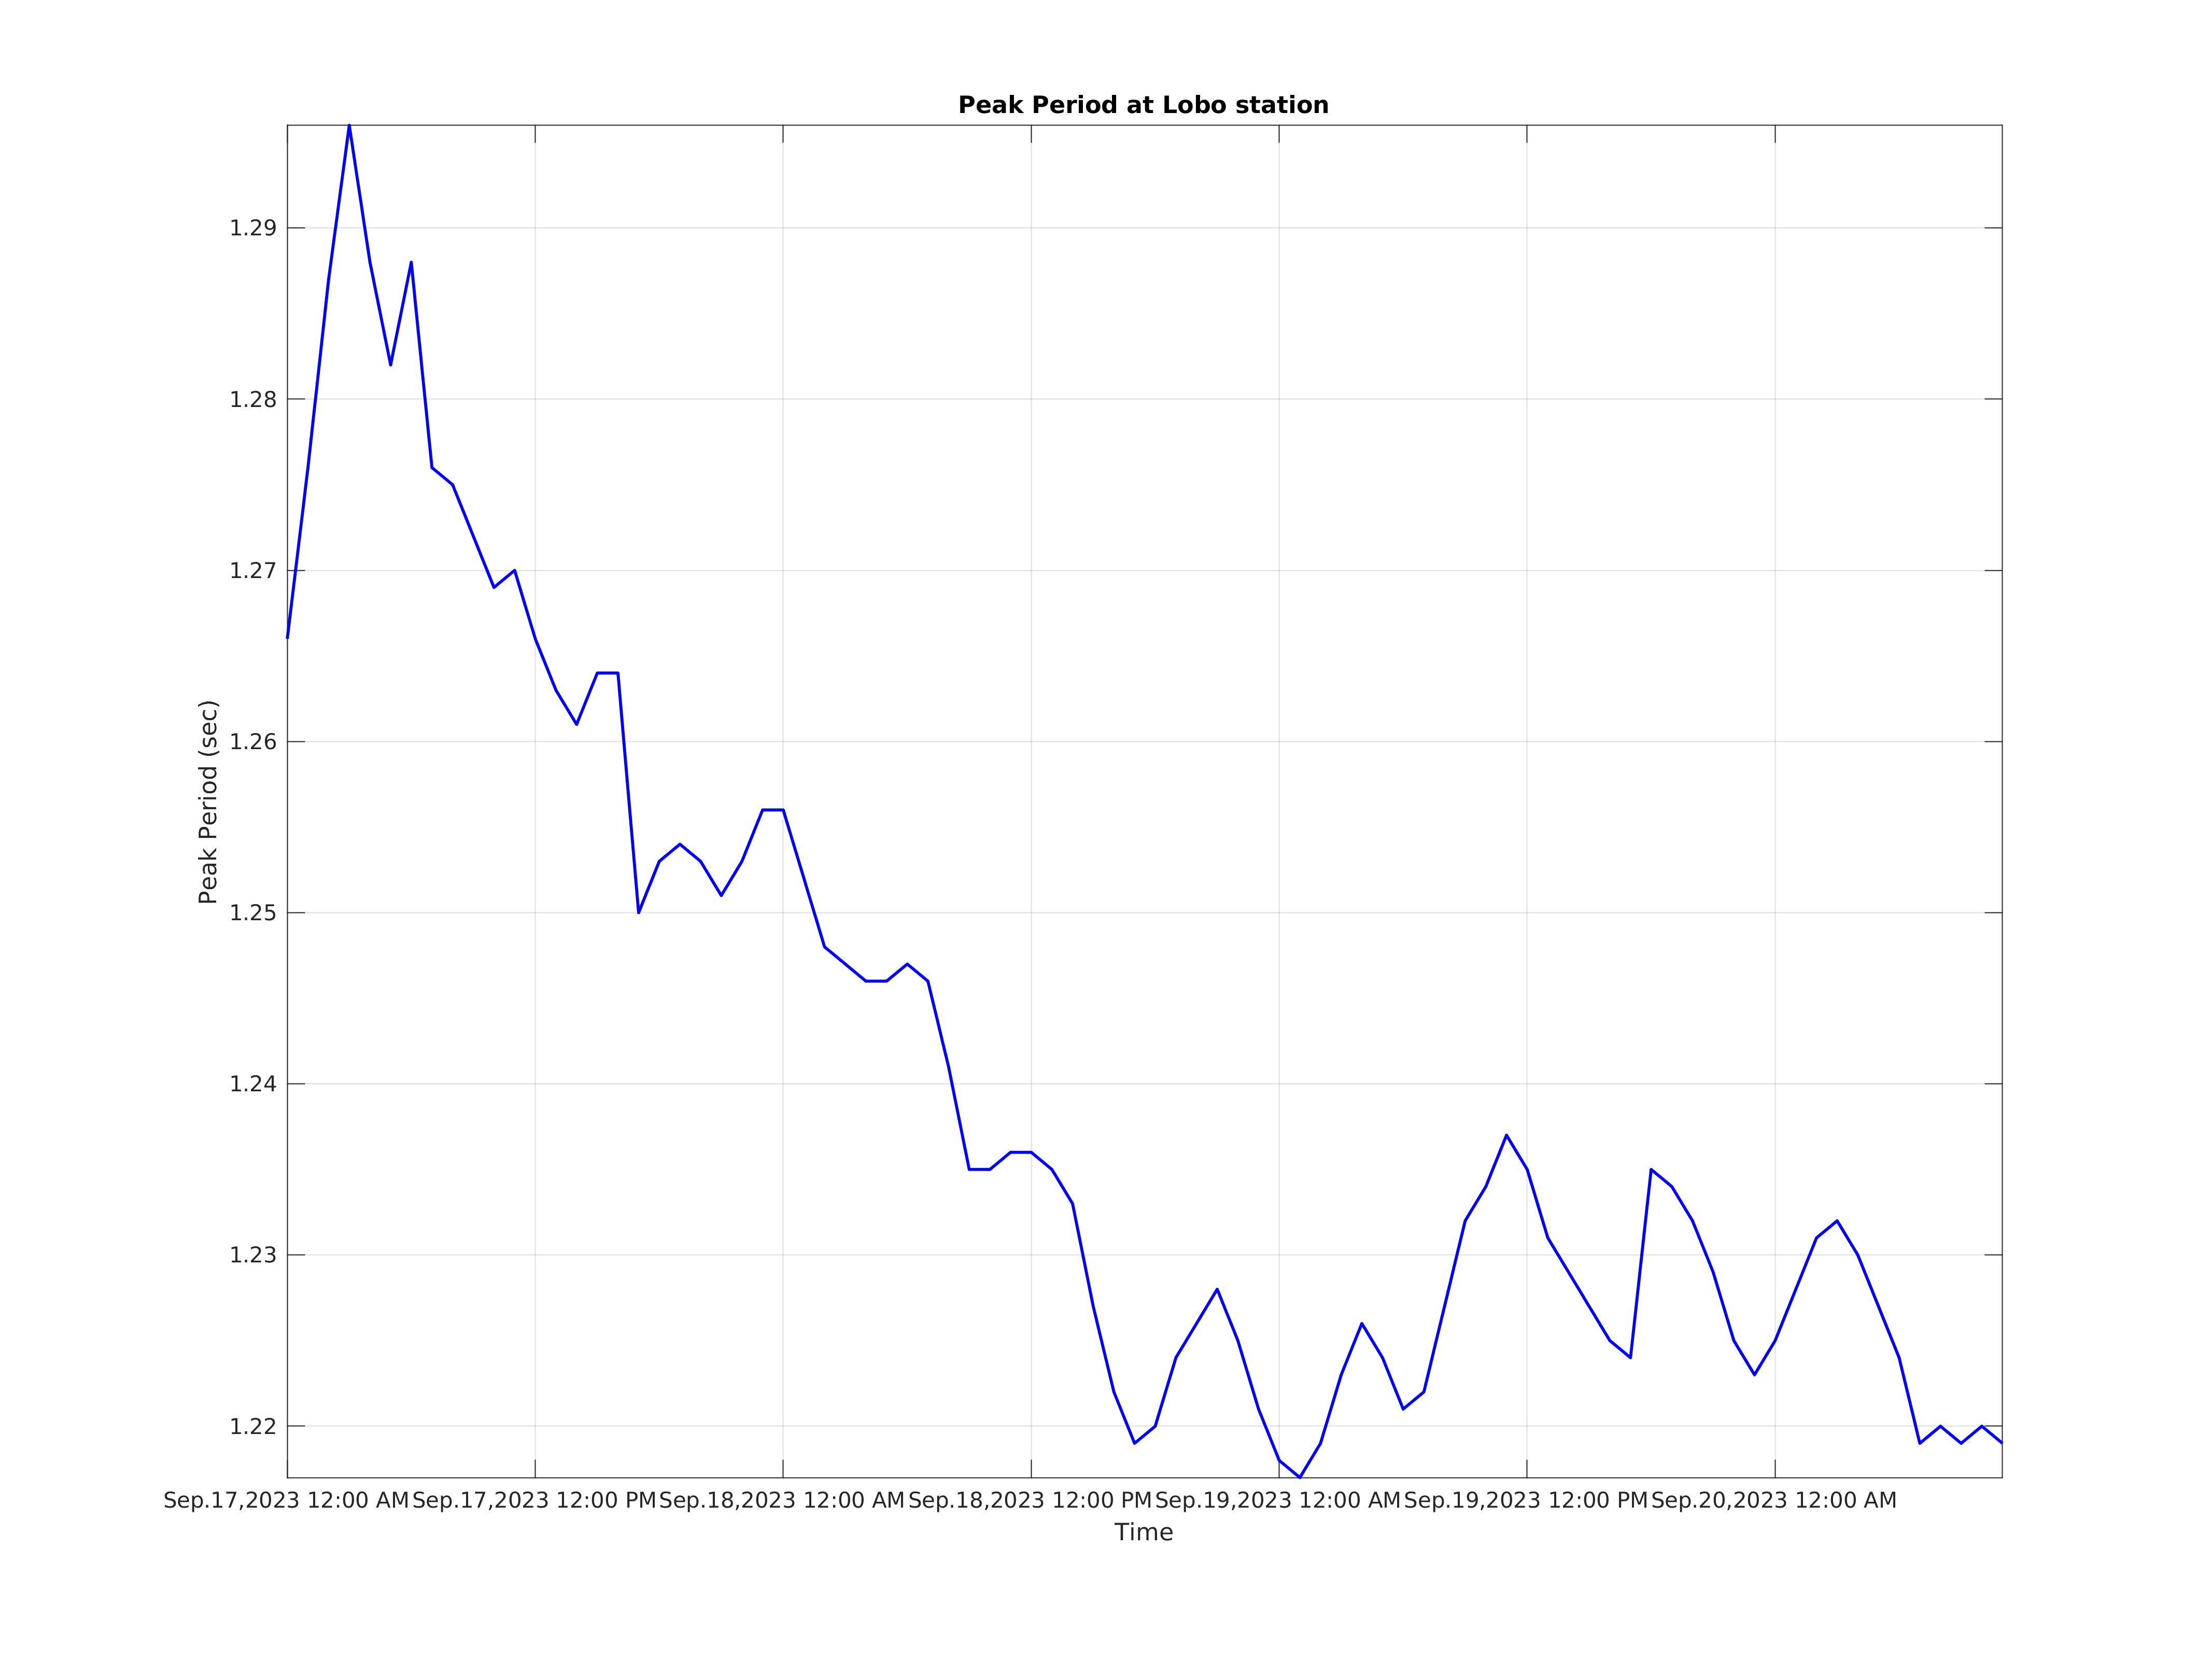 Peak Period at Lobo station
1.29
1.28
1.27
1.26
1.25
1.24
1.23
1.22
Peak Period (sec)
Sep.17,2023 12:00 AM Sep.17,2023 12:00 PM Sep.18,2023 12:00 AM Sep.18,2023 12:00 PM Sep.19,2023 12:00 AM Sep.19,2023 12:00 PM Sep.20,2023 12:00 AM
Time